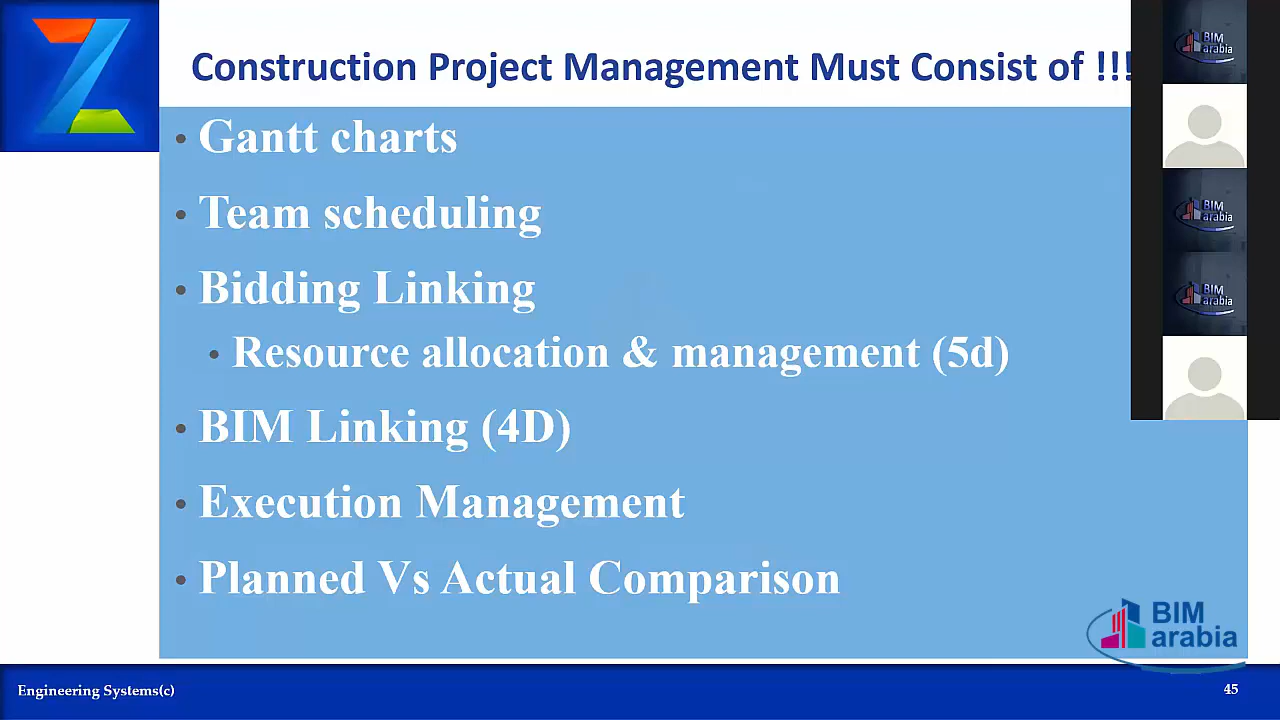 Construction Project Management Must Consist of !!!
• Gantt charts
• Team scheduling
• Bidding Linking
• Resource allocation & management (5d)
• BIM Linking (4D)
• Execution Management
• Planned Vs Actual Comparison
BIM
arabia
BIM
arabia
BIM
arabia
BIM
arabia
Engineering Systems(c)
45